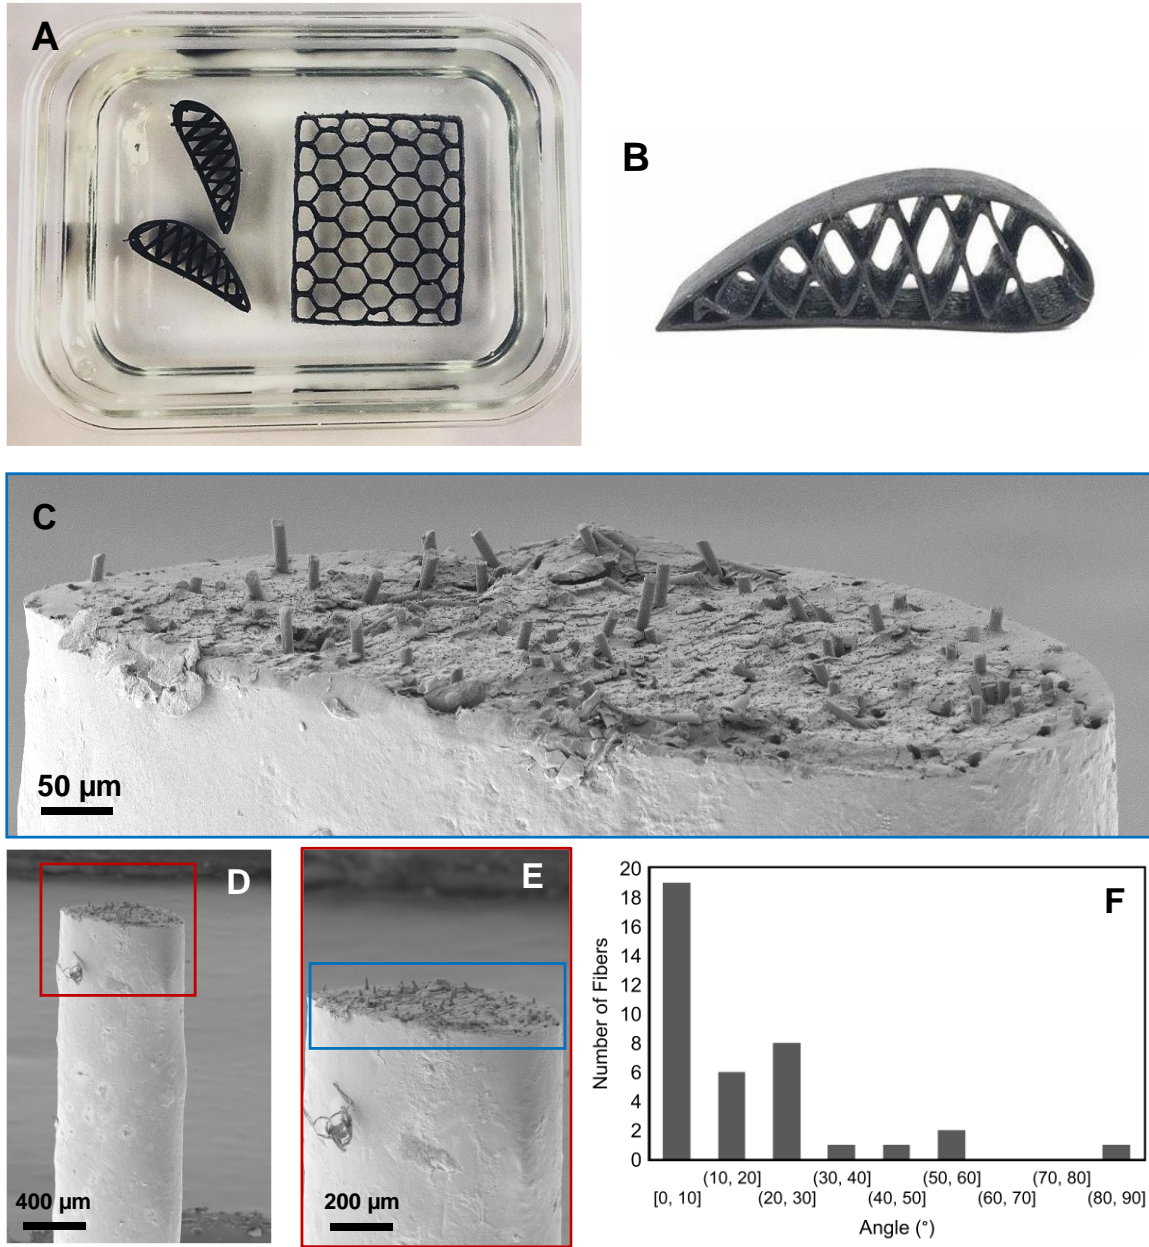 A
B
C
50 µm
D
400 µm
E
200 µm
F
Number of Fibers
20
18
16
14
12
10
8
6
4
2
0
(10, 20]
(30, 40]
(50, 60]
(70, 80]
[0, 10]
(20, 30]
(40, 50]
(60, 70]
(80, 90]
Angle (°)